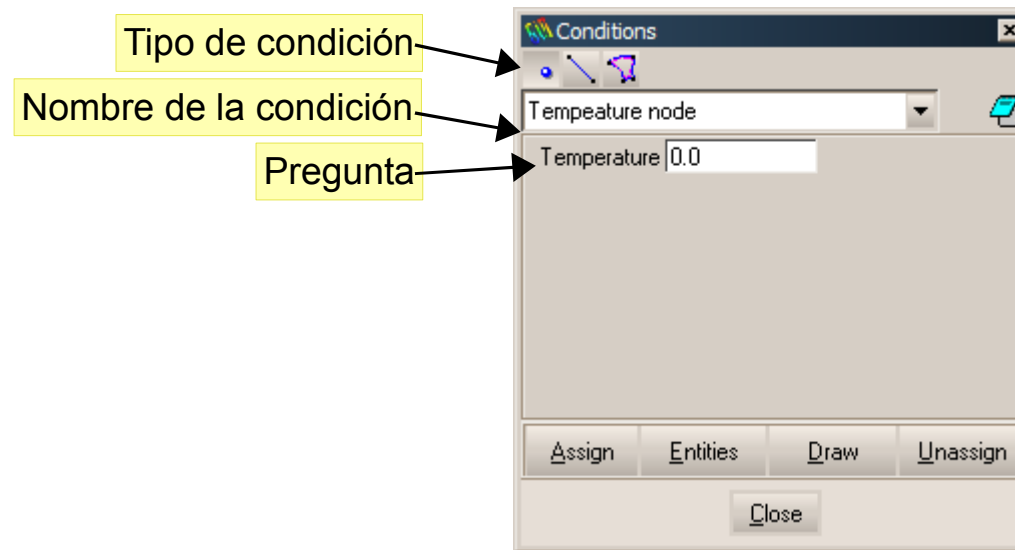 Tipo de condición
Nombre de la condición
Pregunta
Conditions
Tempeature node
Temperature 0.0
Assign Entities Draw Unassign
Close